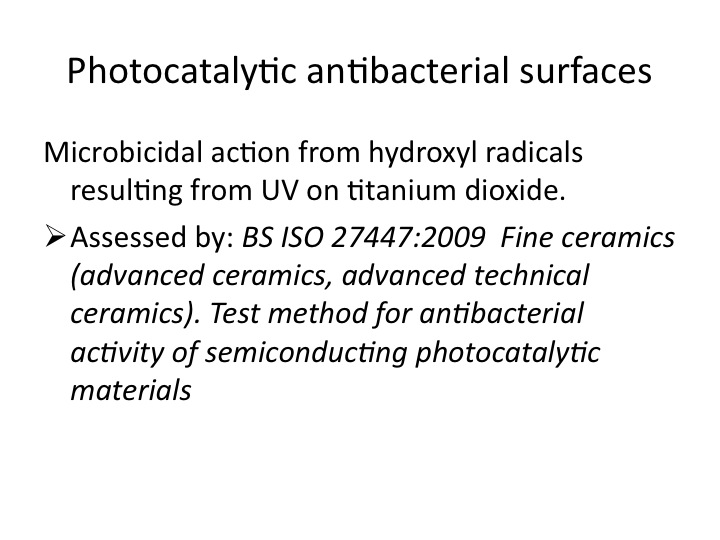 Photocatalytic antibacterial surfaces
Microbicidal action from hydroxyl radicals
resulting from UV on titanium dioxide.
➢Assessed by: BS ISO 27447:2009  Fine ceramics
(advanced ceramics, advanced technical
ceramics). Test method for antibacterial
activity of semiconducting photocatalytic
materials